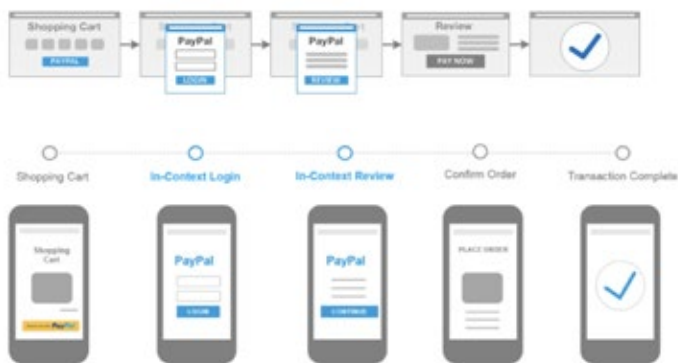 Shopping Cart
PAYPAL
PayPal
LOGIN
PayPal
REVIEW
Review
PAY NOW
Shopping Cart
In-Context Login
In-Context Review
Confirm Order
Transaction Complete
Shopping
Cart
PayPal
PayPal
LOGIN
PayPal
CONTINUE
PLACE ORDER